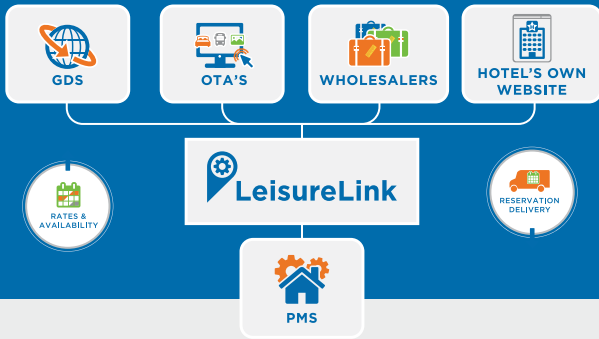 GDS
OTA'S
WHOLESALERS
HOTEL'S OWN
WEBSITE
LeisureLink
RATES &
AVAILABILITY
RESERVATION
DELIVERY
PMS